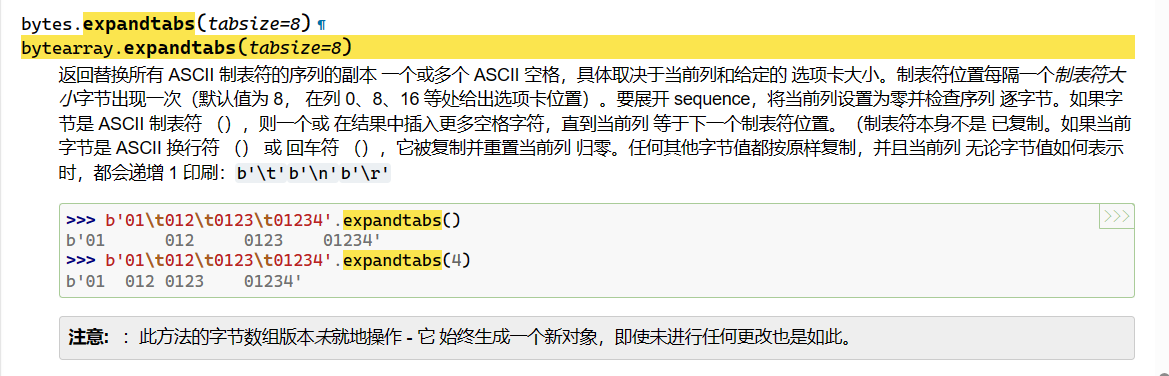 bytes.expandtabs(tabsize=8)¶
bytearray.expandtabs(tabsize=8)
返回替换所有 ASCII 制表符的序列的副本 一个或多个 ASCII 空格，具体取决于当前列和给定的 选项卡大小。制表符位置每隔一个制表符大
小字节出现一次（默认值为 8， 在列 0、8、16 等处给出选项卡位置）。要展开 sequence，将当前列设置为零并检查序列 逐字节。如果字
节是 ASCII 制表符 （），则一个或 在结果中插入更多空格字符，直到当前列 等于下一个制表符位置。（制表符本身不是 已复制。如果当前
字节是 ASCII 换行符 （） 或 回车符 （），它被复制并重置当前列 归零。任何其他字节值都按原样复制，并且当前列 无论字节值如何表示
时，都会递增 1 印刷：b'\t'b'\n'b'\r'
>>> b'01\t012\t0123\t01234'.expandtabs()
>>>
b'01      012     0123    01234'
>>> b'01\t012\t0123\t01234'.expandtabs(4)
b'01  012 0123    01234'
注意: ：此方法的字节数组版本未就地操作 - 它 始终生成一个新对象，即使未进行任何更改也是如此。